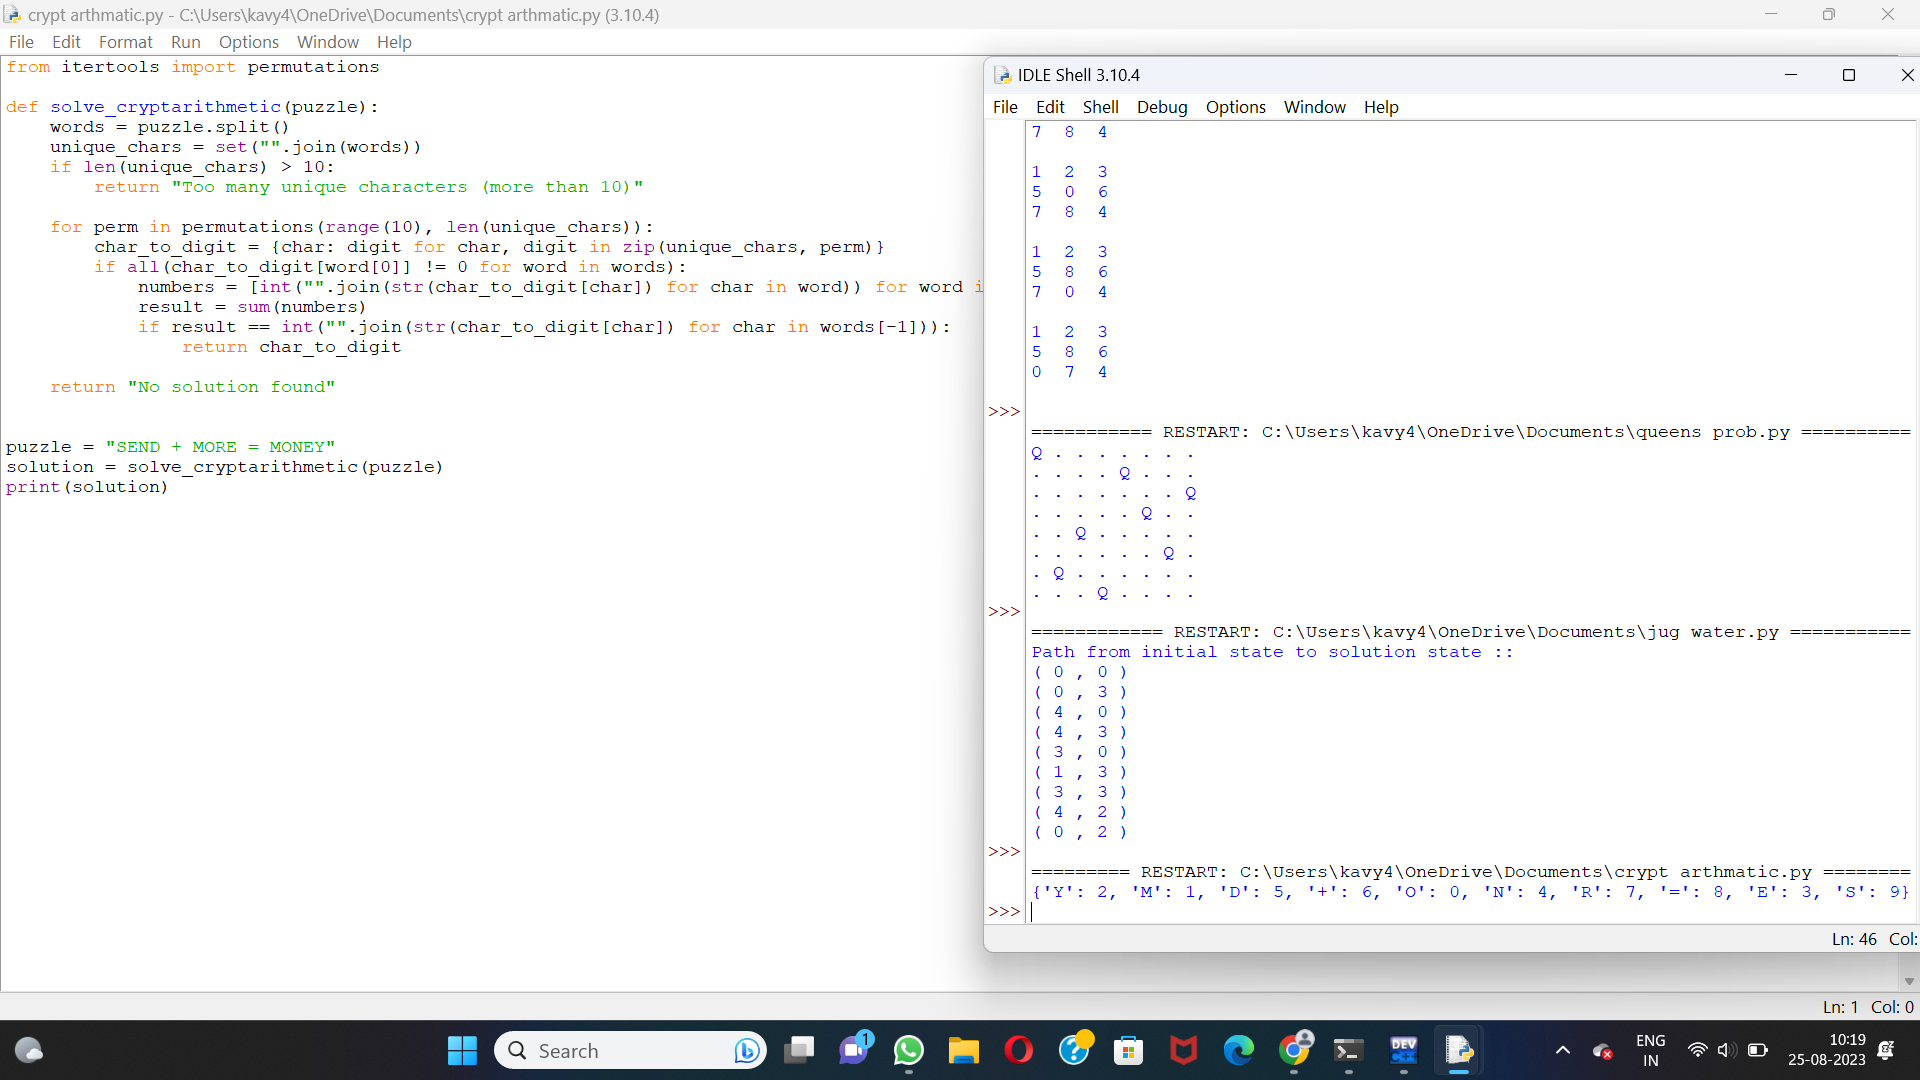 crypt arthmatic.py - C:\Users\kavy4\OneDrive\Documents\crypt arthmatic.py (3.10.4)
File Edit Format Run Options Window Help
from itertools import permutations
def solve_cryptarithmetic(puzzle):
    words = puzzle.split()
    unique_chars = set("".join(words))
    if len(unique_chars) > 10:
        return "Too many unique characters (more than 10)"
    for perm in permutations(range(10), len(unique_chars)):
        char_to_digit = {char: digit for char, digit in zip(unique_chars, perm)}
        if all(char_to_digit[word[0]] != 0 for word in words):
            numbers = [int("".join(str(char_to_digit[char]) for char in word)) for word i
            result = sum(numbers)
            if result == int("".join(str(char_to_digit[char]) for char in words[-1])):
                return char_to_digit
    return "No solution found"
puzzle = "SEND + MORE = MONEY"
solution = solve_cryptarithmetic(puzzle)
print(solution)
Ln: 1 Col: 0
IDLE Shell 3.10.4
File Edit Shell Debug Options Window Help
7 8 4
1 2 3
5 0 6
7 8 4
1 2 3
5 8 6
7 0 4
1 2 3
5 8 6
0 7 4
>>>
=========== RESTART: C:\Users\kavy4\OneDrive\Documents\queens prob.py ==========
Q . . . . . . .
. . . . Q . . .
. . . . . . . Q
. . . . . Q . .
. . Q . . . . .
. . . . . . Q .
. Q . . . . . .
. . . Q . . . .
>>>
============ RESTART: C:\Users\kavy4\OneDrive\Documents\jug water.py ===========
Path from initial state to solution state ::
( 0 , 0 )
( 0 , 3 )
( 4 , 0 )
( 4 , 3 )
( 3 , 0 )
( 1 , 3 )
( 3 , 3 )
( 4 , 2 )
( 0 , 2 )
>>>
========= RESTART: C:\Users\kavy4\OneDrive\Documents\crypt arthmatic.py ========
{'Y': 2, 'M': 1, 'D': 5, '+': 6, 'O': 0, 'N': 4, 'R': 7, '=': 8, 'E': 3, 'S': 9}
>>>
Ln: 46 Col:
Search
1
DEV
C++
ENG
IN
10:19
25-08-2023